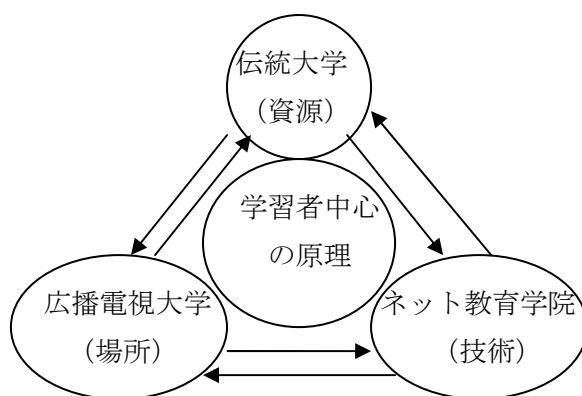 伝統大学
（資源）
学習者中心
の原理
広播電視大学
（場所）
ネット教育学院
（技術）